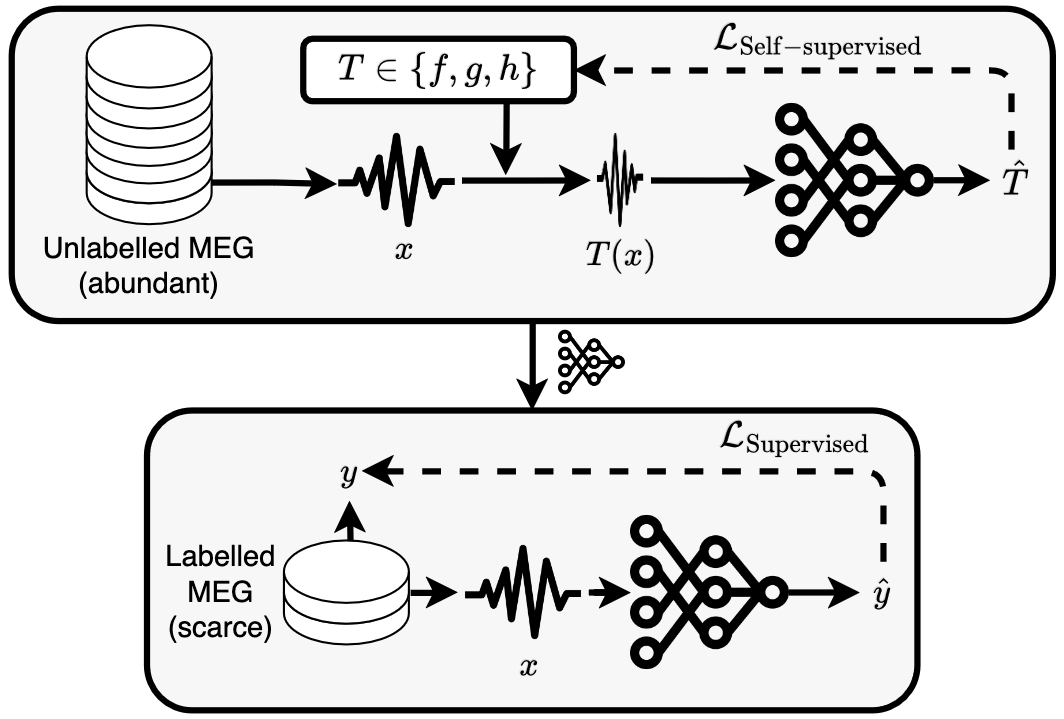 $\mathcal{L}_{\text{Self-supervised}}$
$T \in \{f, g, h\}$
$\hat{T}$
Unlabelled MEG
(abundant)
$x$
$T(x)$
$\mathcal{L}_{\text{Supervised}}$
$y$
Labelled
MEG
(scarce)
$x$
$\hat{y}$